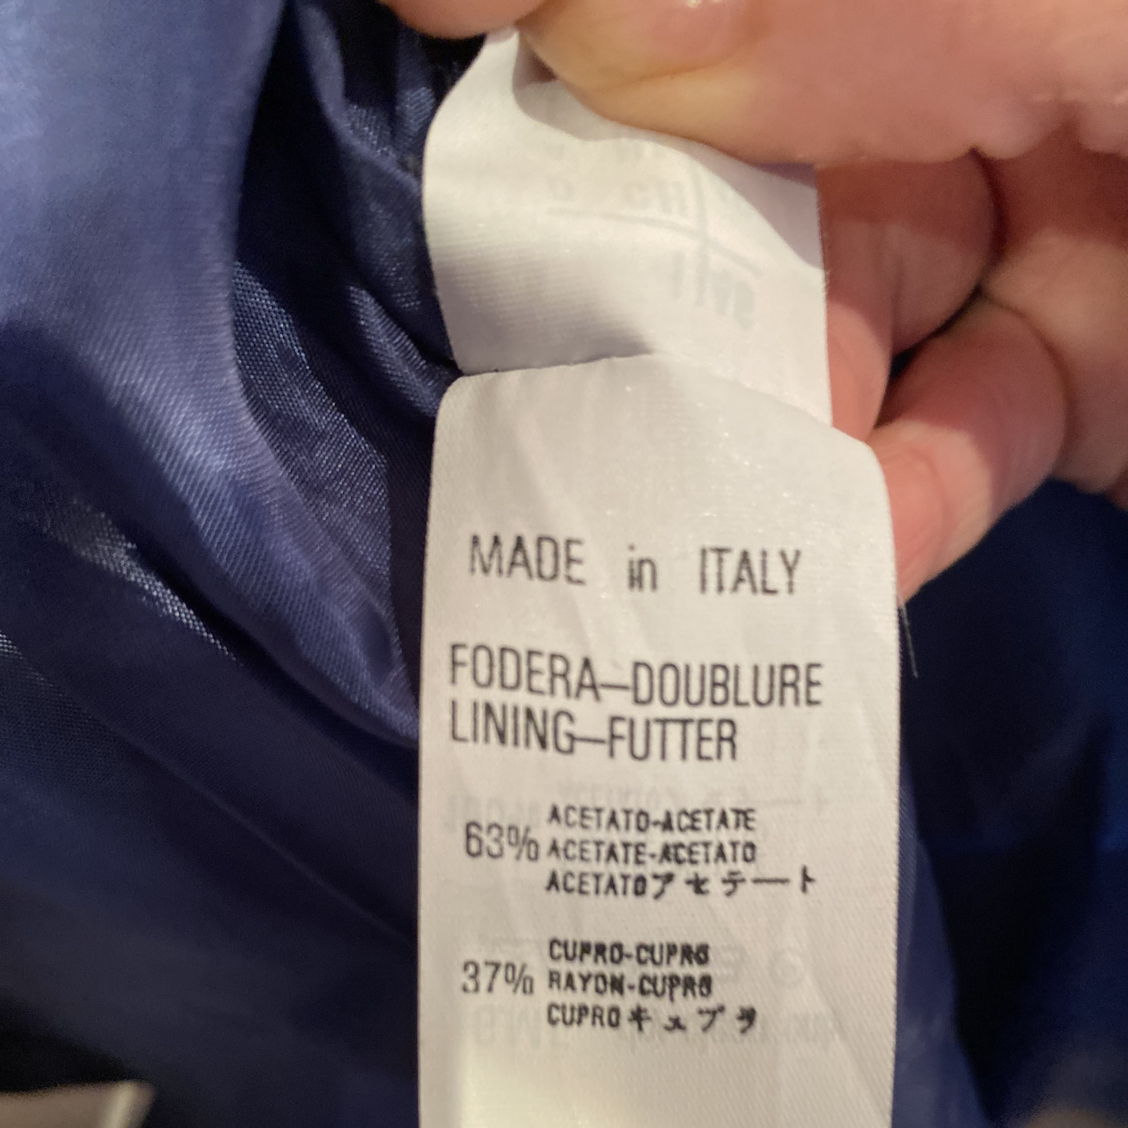 MADE in ITALY
FODERA–DOUBLURE
LINING–FUTTER
63% ACETATO-ACETATE
ACETATE-ACETATO
ACETATOアセテート
37% CUPRO-CUPRO
RAYON-CUPRO
CUPROキュプラ